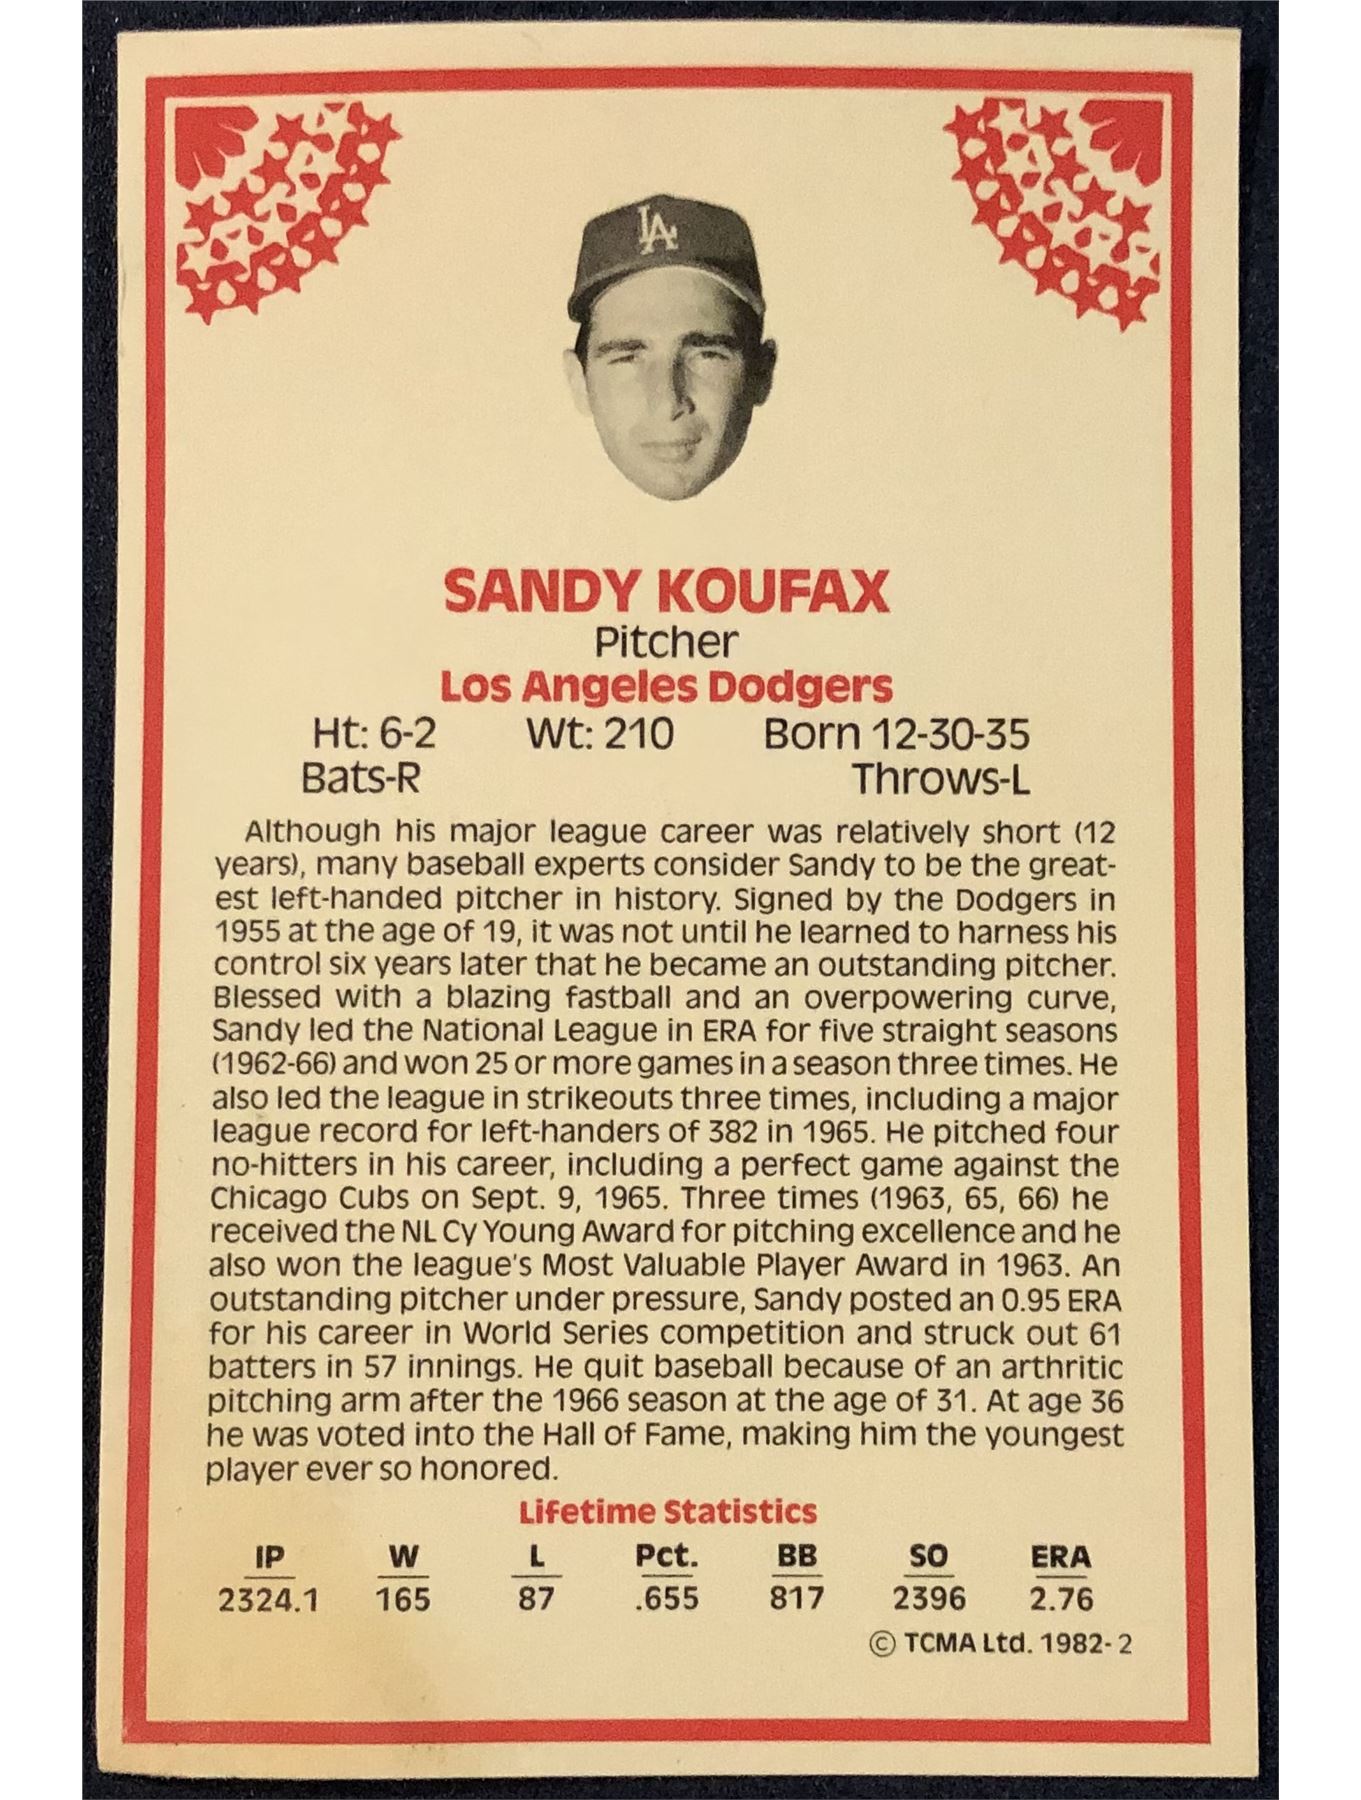 LA
SANDY KOUFAX
Pitcher
Los Angeles Dodgers
Ht: 6-2 Wt: 210 Born 12-30-35
Bats-R Throws-L
Although his major league career was relatively short (12
years), many baseball experts consider Sandy to be the great-
est left-handed pitcher in history. Signed by the Dodgers in
1955 at the age of 19, it was not until he learned to harness his
control six years later that he became an outstanding pitcher.
Blessed with a blazing fastball and an overpowering curve,
Sandy led the National League in ERA for five straight seasons
(1962-66) and won 25 or more games in a season three times. He
also led the league in strikeouts three times, including a major
league record for left-handers of 382 in 1965. He pitched four
no-hitters in his career, including a perfect game against the
Chicago Cubs on Sept. 9, 1965. Three times (1963, 65, 66) he
received the NL Cy Young Award for pitching excellence and he
also won the league's Most Valuable Player Award in 1963. An
outstanding pitcher under pressure, Sandy posted an 0.95 ERA
for his career in World Series competition and struck out 61
batters in 57 innings. He quit baseball because of an arthritic
pitching arm after the 1966 season at the age of 31. At age 36
he was voted into the Hall of Fame, making him the youngest
player ever so honored.
Lifetime Statistics
IP W L Pct. BB SO ERA
2324.1 165 87 .655 817 2396 2.76
© TCMA Ltd. 1982-2